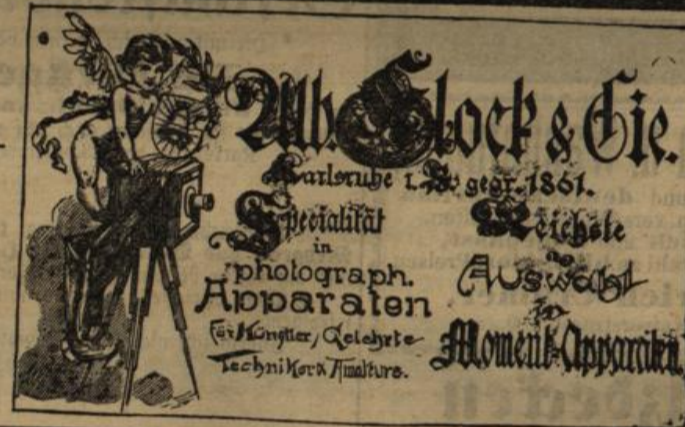 Alb. Glock & Cie.
Karlsruhe i. B. gegr. 1861.
Specialität
in
photograph.
Apparaten
Für Künstler, Gelehrte
Techniker & Amateure.
Reichste
Auswahl
in
Moment-Apparaten.